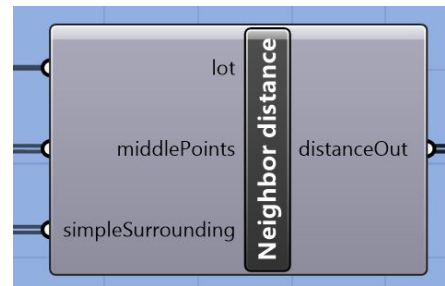 lot
middlePoints
simpleSurrounding
Neighbor distance
distanceOut